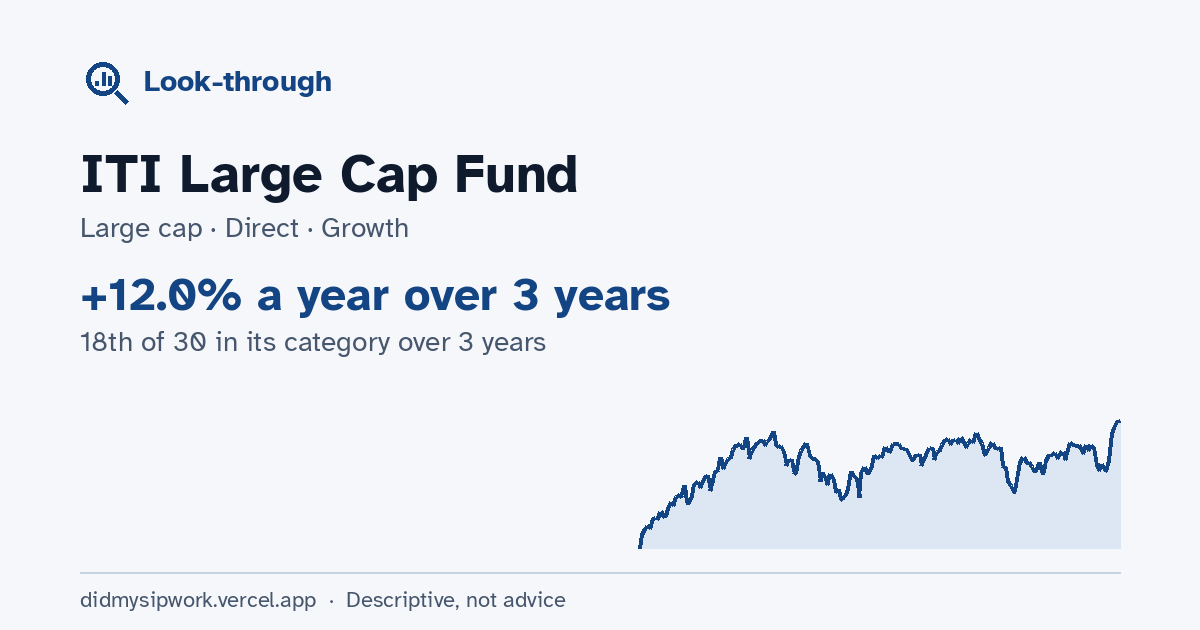 Look-through
ITI Large Cap Fund
Large cap · Direct · Growth
+12.0% a year over 3 years
18th of 30 in its category over 3 years
didmysipwork.vercel.app · Descriptive, not advice